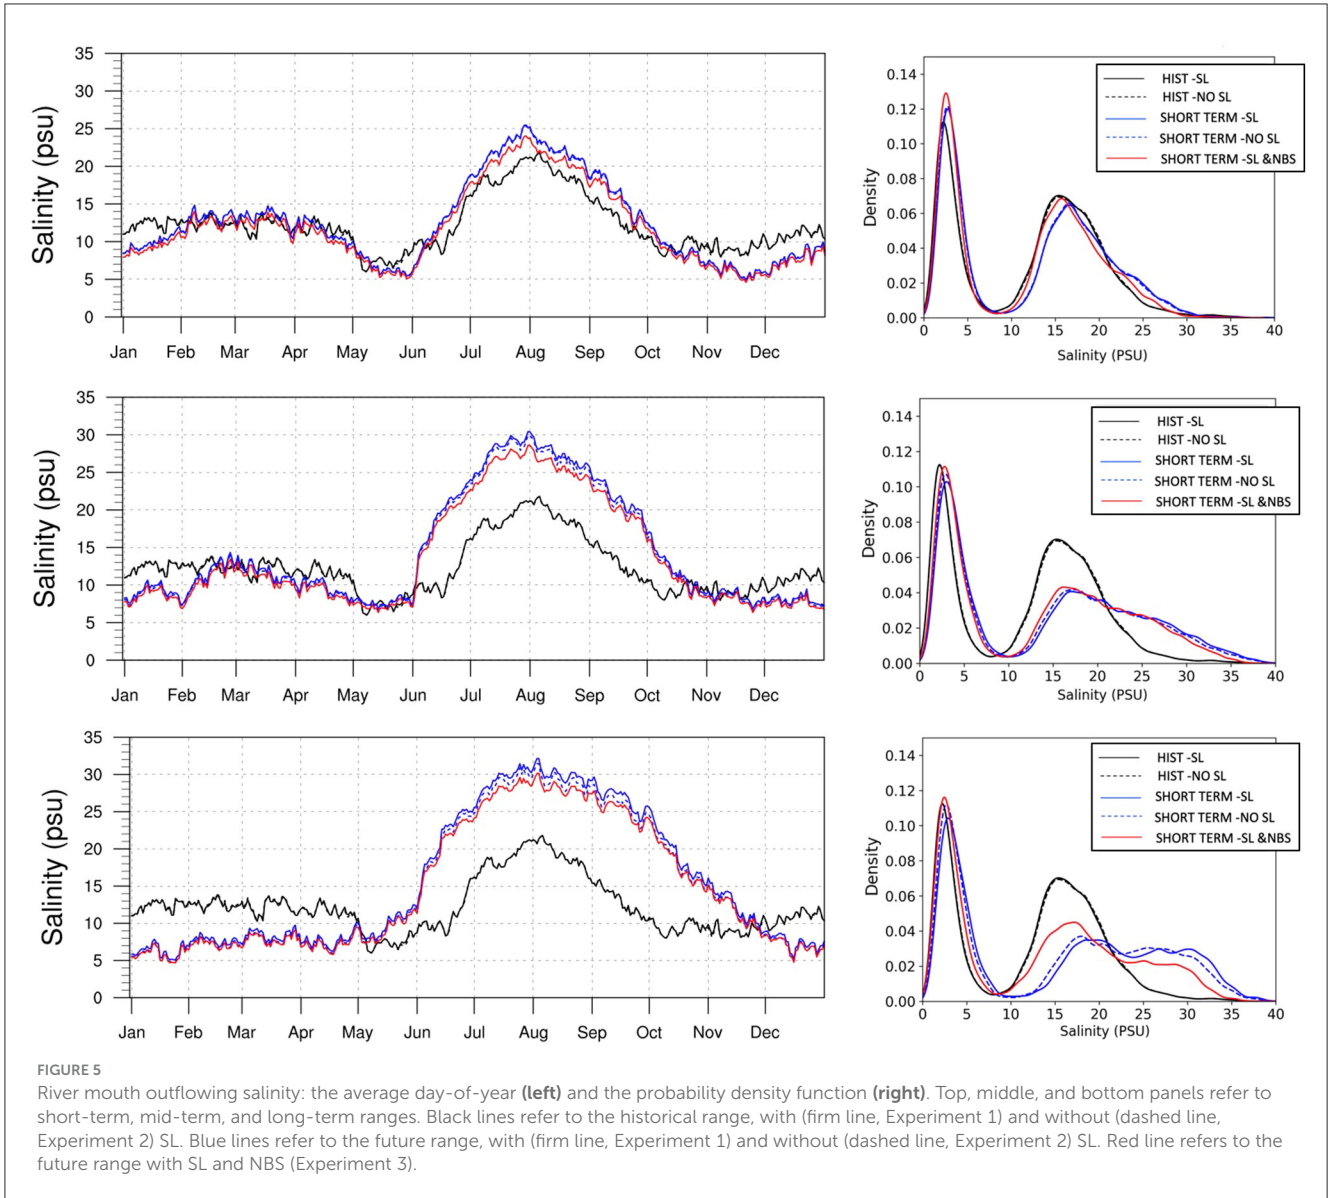 35
30
25
20
15
10
5
0
Salinity (psu)
Jan Feb Mar Apr May Jun Jul Aug Sep Oct Nov Dec
0.14
0.12
0.10
0.08
0.06
0.04
0.02
0.00
Density
0 5 10 15 20 25 30 35 40
Salinity (PSU)
HIST -SL
HIST -NO SL
SHORT TERM -SL
SHORT TERM -NO SL
SHORT TERM -SL &NBS
35
30
25
20
15
10
5
0
Salinity (psu)
Jan Feb Mar Apr May Jun Jul Aug Sep Oct Nov Dec
0.14
0.12
0.10
0.08
0.06
0.04
0.02
0.00
Density
0 5 10 15 20 25 30 35 40
Salinity (PSU)
HIST -SL
HIST -NO SL
SHORT TERM -SL
SHORT TERM -NO SL
SHORT TERM -SL &NBS
35
30
25
20
15
10
5
0
Salinity (psu)
Jan Feb Mar Apr May Jun Jul Aug Sep Oct Nov Dec
0.14
0.12
0.10
0.08
0.06
0.04
0.02
0.00
Density
0 5 10 15 20 25 30 35 40
Salinity (PSU)
HIST -SL
HIST -NO SL
SHORT TERM -SL
SHORT TERM -NO SL
SHORT TERM -SL &NBS
FIGURE 5
River mouth outflowing salinity: the average day-of-year (left) and the probability density function (right). Top, middle, and bottom panels refer to
short-term, mid-term, and long-term ranges. Black lines refer to the historical range, with (firm line, Experiment 1) and without (dashed line,
Experiment 2) SL. Blue lines refer to the future range, with (firm line, Experiment 1) and without (dashed line, Experiment 2) SL. Red line refers to the
future range with SL and NBS (Experiment 3).